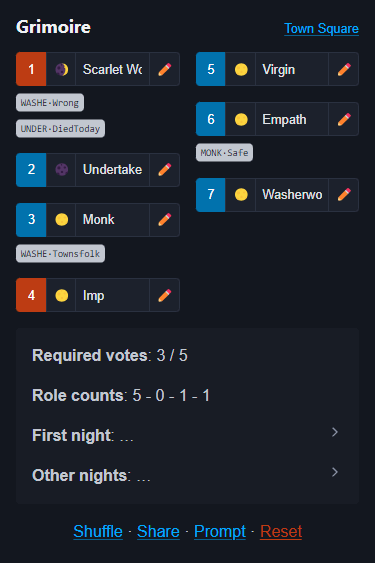 Grimoire
Town Square
1 Scarlet Wo
WASHE·Wrong
UNDER·DiedToday
2 Undertake
3 Monk
WASHE·Townsfolk
4 Imp
5 Virgin
6 Empath
MONK·Safe
7 Washerwo
Required votes: 3 / 5
Role counts: 5 - 0 - 1 - 1
First night: ...
Other nights: ...
Shuffle · Share · Prompt · Reset